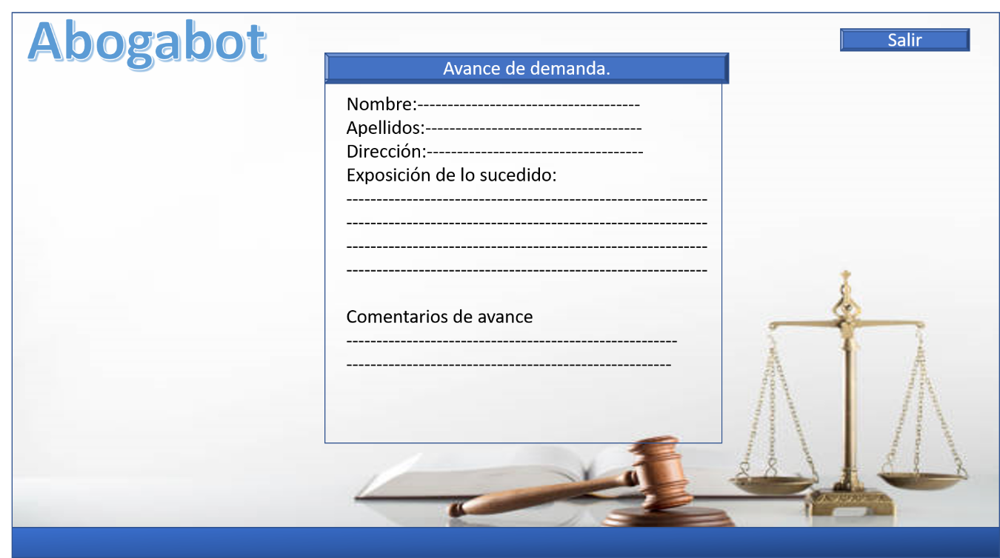 Abogabot
Salir
Avance de demanda.
Nombre:-------------------------------------
Apellidos:------------------------------------
Dirección:------------------------------------
Exposición de lo sucedido:
------------------------------------------------------------
------------------------------------------------------------
------------------------------------------------------------
------------------------------------------------------------
Comentarios de avance
-------------------------------------------------------
------------------------------------------------------